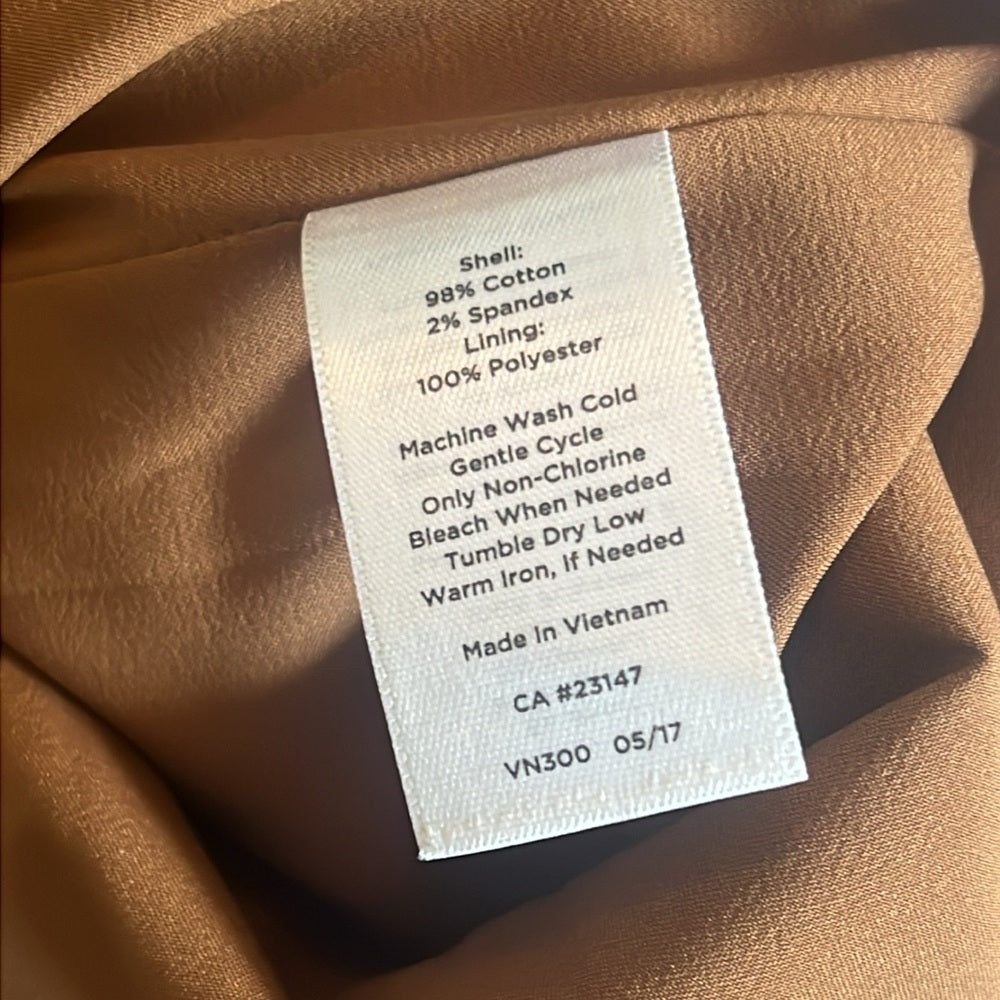 Shell:
98% Cotton
2% Spandex
Lining:
100% Polyester
Machine Wash Cold
Gentle Cycle
Only Non-Chlorine
Bleach When Needed
Tumble Dry Low
Warm Iron, If Needed
Made In Vietnam
CA #23147
VN300 05/17